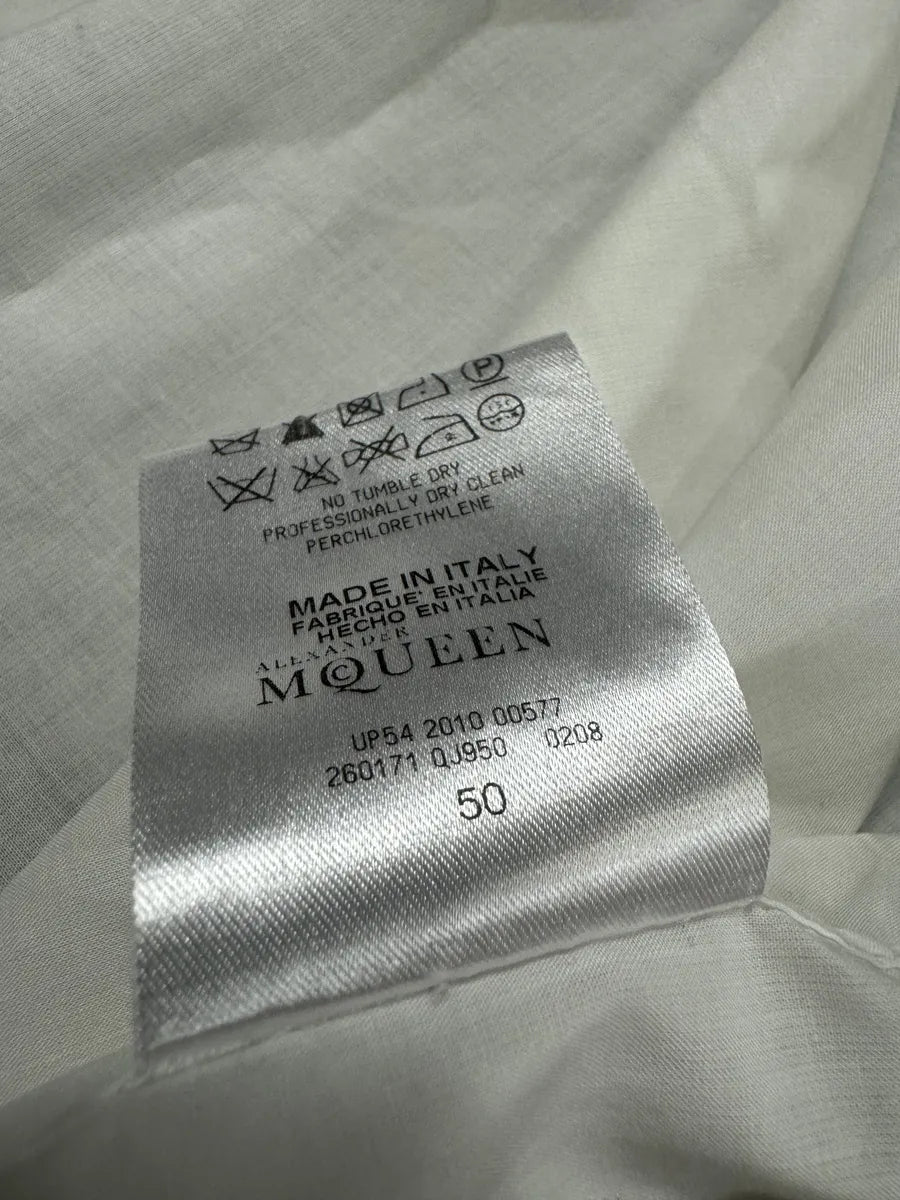 P
NO TUMBLE DRY
PROFESSIONALLY DRY CLEAN
PERCHLORETHYLENE
MADE IN ITALY
FABRIQUE' EN ITALIE
HECHO EN ITALIA
ALEXANDER
MCQUEEN
UP54 2010 00577
260171 QJ950 0208
50